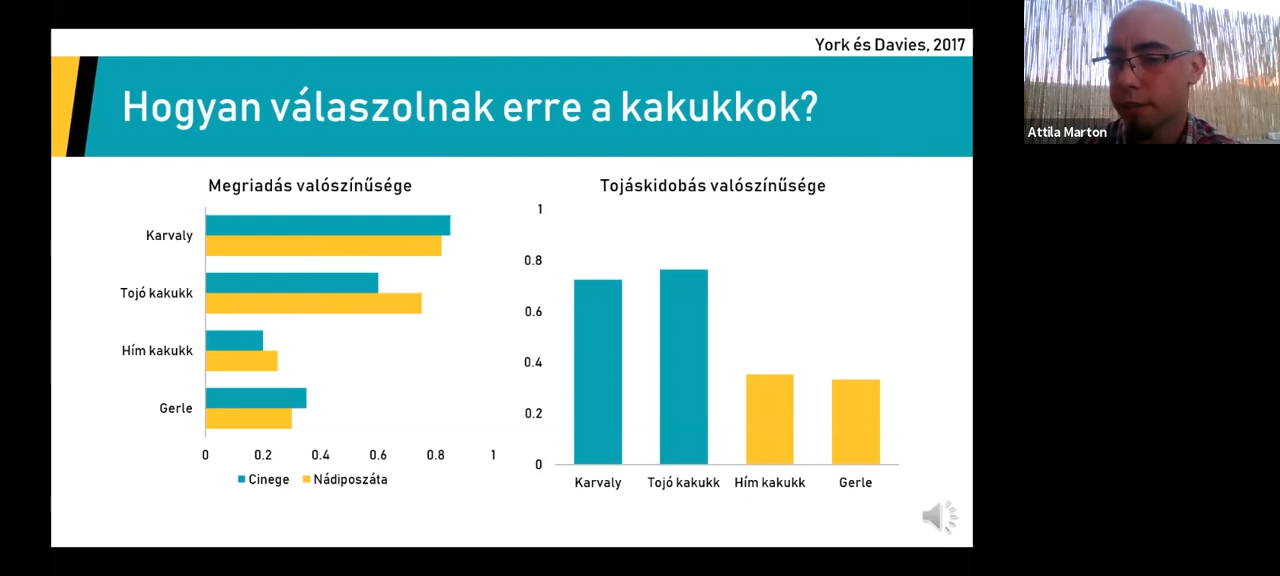 York és Davies, 2017
Hogyan válaszolnak erre a kakukkok?
Attila Marton
Megriadás valószínűsége
Karvaly
Tojó kakukk
Hím kakukk
Gerle
0 0.2 0.4 0.6 0.8 1
Cinege Nádiposzáta
Tojáskidobás valószínűsége
1
0.8
0.6
0.4
0.2
0
Karvaly Tojó kakukk Hím kakukk Gerle